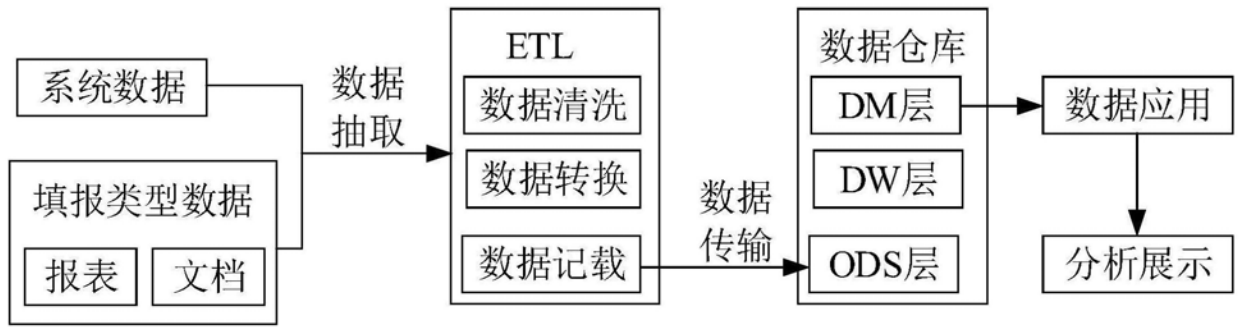 系统数据
填报类型数据
报表
文档
数据
抽取
ETL
数据清洗
数据转换
数据记载
数据
传输
数据仓库
DM层
DW层
ODS层
数据应用
分析展示